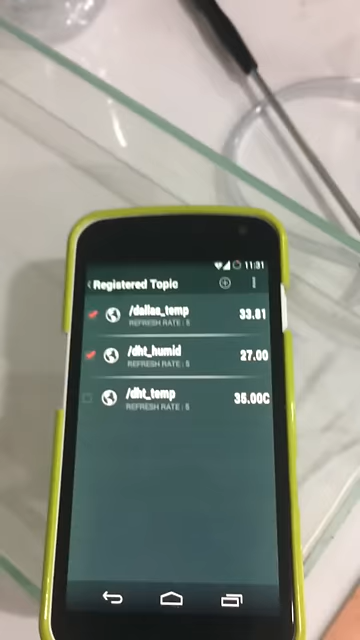 11:31
Registered Topic
/dallas_temp 33.81
REFRESH RATE : 5
/dht_humid 27.00
REFRESH RATE : 5
/dht_temp 35.00C
REFRESH RATE : 5